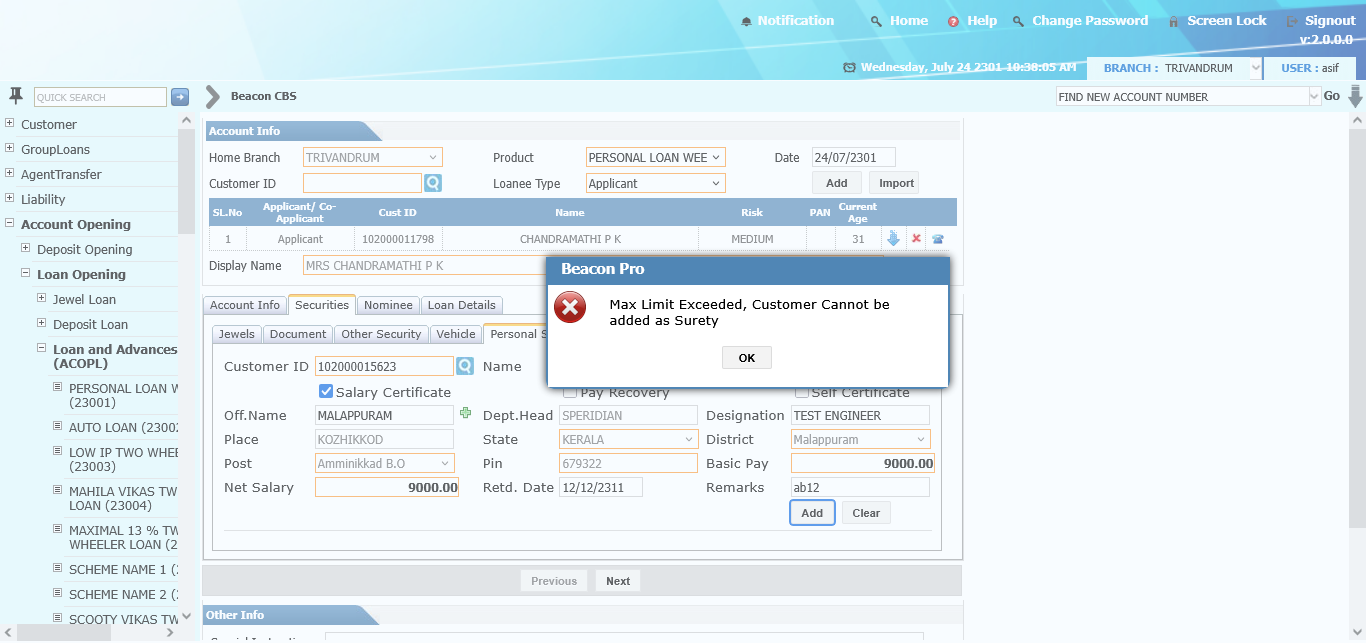 Notification Home Help Change Password Screen Lock Signout
v:2.0.0.0
Wednesday, July 24 2301 10:38:05 AM BRANCH : TRIVANDRUM USER : asif
QUICK SEARCH Beacon CBS FIND NEW ACCOUNT NUMBER Go
Customer
GroupLoans
AgentTransfer
Liability
Account Opening
Deposit Opening
Loan Opening
Jewel Loan
Deposit Loan
Loan and Advances
(ACOPL)
PERSONAL LOAN W
(23001)
AUTO LOAN (23002
LOW IP TWO WHEE
(23003)
MAHILA VIKAS TW
LOAN (23004)
MAXIMAL 13 % TW
WHEELER LOAN (2
SCHEME NAME 1 (2
SCHEME NAME 2 (2
SCOOTY VIKAS TW
Account Info
Home Branch TRIVANDRUM Product PERSONAL LOAN WEE Date 24/07/2301
Customer ID Loanee Type Applicant Add Import
SL.No Applicant/ Co-Applicant Cust ID Name Risk PAN Current Age
1 Applicant 102000011798 CHANDRAMATHI P K MEDIUM 31
Display Name MRS CHANDRAMATHI P K
Beacon Pro
Max Limit Exceeded, Customer Cannot be
added as Surety
OK
Account Info Securities Nominee Loan Details
Jewels Document Other Security Vehicle Personal S
Customer ID 102000015623 Name
Salary Certificate Pay Recovery Self Certificate
Off.Name MALAPPURAM Dept.Head SPERIDIAN Designation TEST ENGINEER
Place KOZHIKKOD State KERALA District Malappuram
Post Amminikkad B.O Pin 679322 Basic Pay 9000.00
Net Salary 9000.00 Retd. Date 12/12/2311 Remarks ab12
Add Clear
Previous Next
Other Info